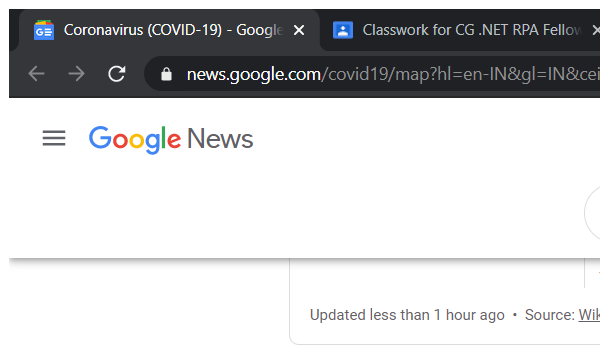 Coronavirus (COVID-19) - Google
Classwork for CG .NET RPA Fellow
news.google.com/covid19/map?hl=en-IN&gl=IN&cei
Google News
Updated less than 1 hour ago • Source: Wik